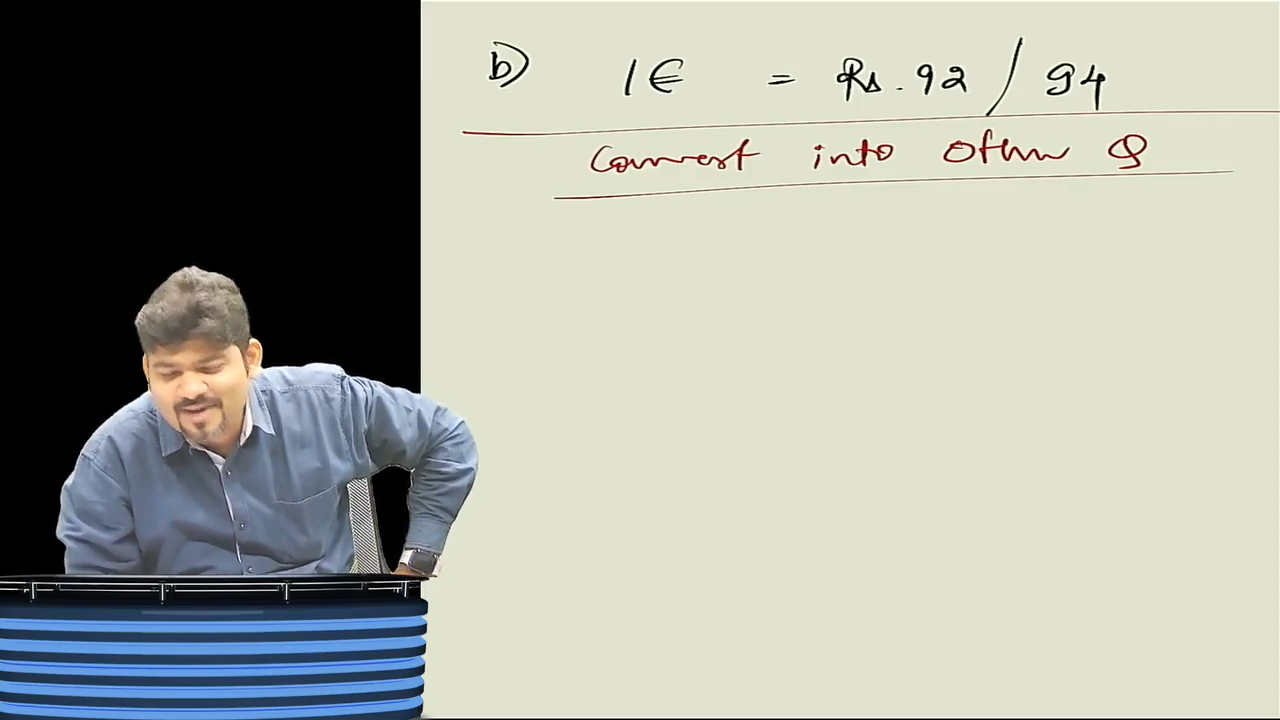 b) 1€ = Rs. 92 / 94
Convert into Other Q